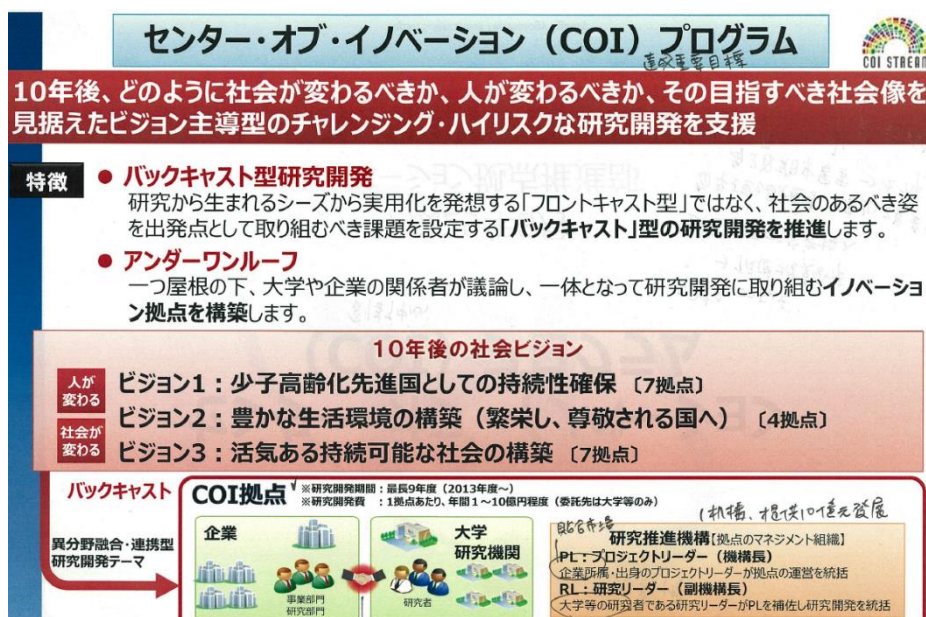 センター・オブ・イノベーション（COI）プログラム
COI STREAM
10年後、どのように社会が変わるべきか、人が変わるべきか、その目指すべき社会像を
見据えたビジョン主導型のチャレンジング・ハイリスクな研究開発を支援
特徴
● バックキャスト型研究開発
研究から生まれるシーズから実用化を発想する「フロントキャスト型」ではなく、社会のあるべき姿
を出発点として取り組むべき課題を設定する「バックキャスト」型の研究開発を推進します。
● アンダーワンルーフ
一つ屋根の下、大学や企業の関係者が議論し、一体となって研究開発に取り組むイノベーショ
ン拠点を構築します。
10年後の社会ビジョン
人が
変わる
社会が
変わる
ビジョン1：少子高齢化先進国としての持続性確保〔7拠点〕
ビジョン2：豊かな生活環境の構築（繁栄し、尊敬される国へ）〔4拠点〕
ビジョン3：活気ある持続可能な社会の構築〔7拠点〕
バックキャスト
異分野融合・連携型
研究開発テーマ
COI拠点
※研究開発期間：最長9年度（2013年度～）
※研究開発費　：1拠点あたり、年間１～10億円程度（委託先は大学等のみ）
企業
事業部門
研究部門
大学
研究機関
研究者
研究推進機構【拠点のマネジメント組織】
PL：プロジェクトリーダー（機構長）
企業所属・出身のプロジェクトリーダーが拠点の運営を統括
RL：研究リーダー（副機構長）
大学等の研究者である研究リーダーがPLを補佐し研究開発を統括